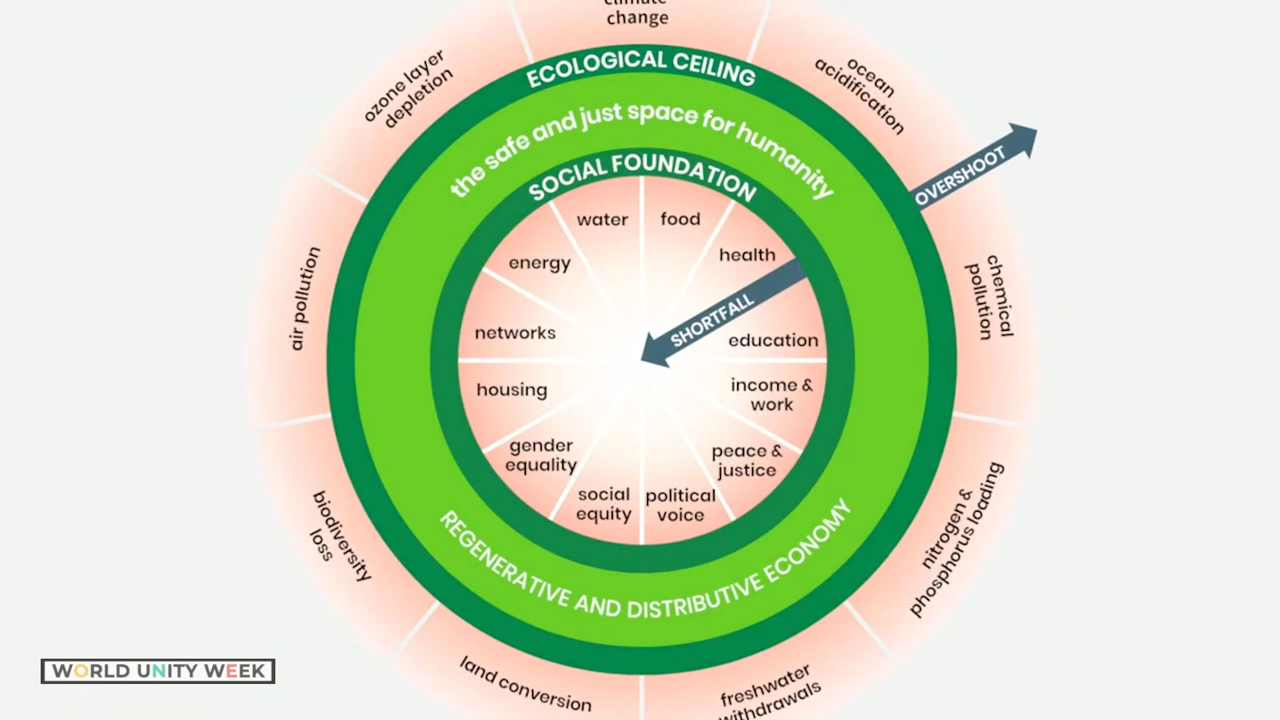 climate
change
ozone layer
depletion
ocean
acidification
ECOLOGICAL CEILING
the safe and just space for humanity
SOCIAL FOUNDATION
OVERSHOOT
water
food
energy
health
air pollution
chemical
pollution
SHORTFALL
networks
education
housing
income &
work
gender
equality
peace &
justice
social
equity
political
voice
biodiversity
loss
nitrogen &
phosphorus loading
REGENERATIVE AND DISTRIBUTIVE ECONOMY
land conversion
freshwater
withdrawals
WORLD UNITY WEEK